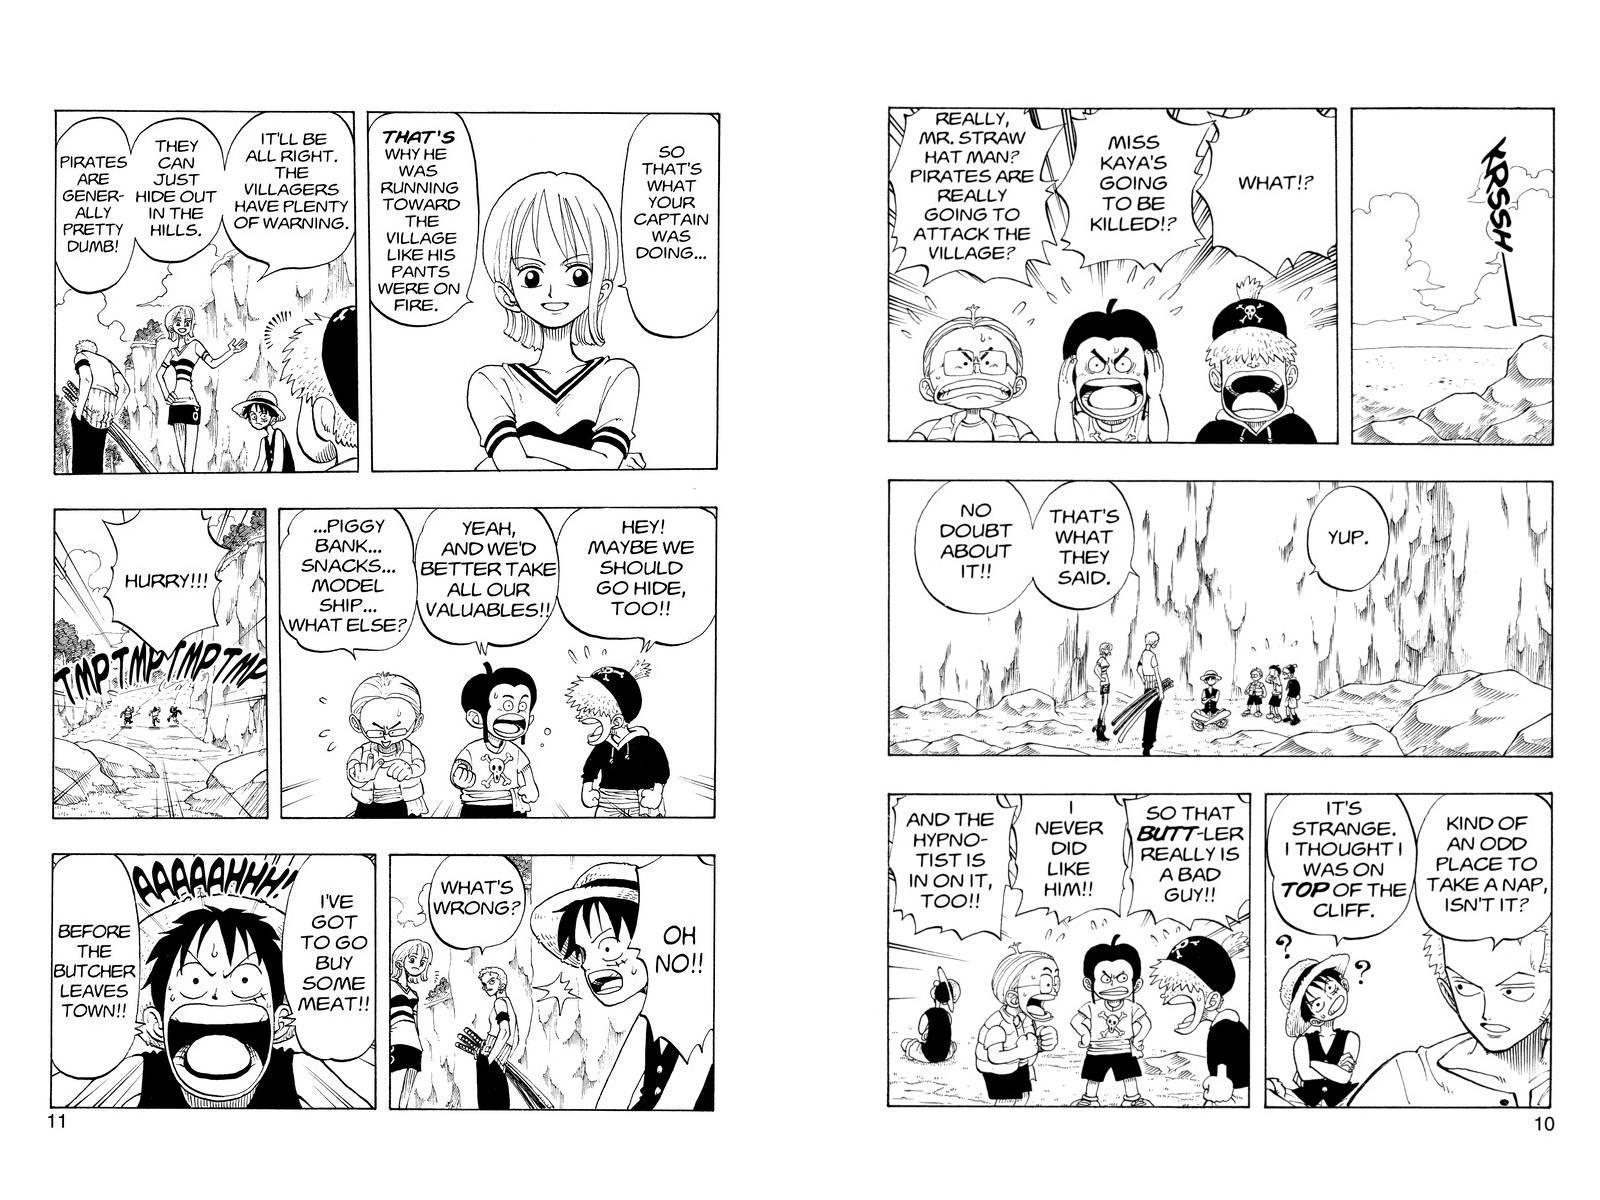 KRSSSH
WHAT!?
MISS
KAYA'S
GOING
TO BE
KILLED!?
REALLY,
MR. STRAW
HAT MAN?
PIRATES ARE
REALLY
GOING TO
ATTACK THE
VILLAGE?
YUP.
THAT'S
WHAT
THEY
SAID.
NO
DOUBT
ABOUT
IT!!
KIND OF
AN ODD
PLACE TO
TAKE A NAP,
ISN'T IT?
IT'S
STRANGE.
I THOUGHT I
WAS ON
TOP OF THE
CLIFF.
?
?
SO THAT
BUTT-LER
REALLY IS
A BAD
GUY!!
I
NEVER
DID
LIKE
HIM!!
AND THE
HYPNO-
TIST IS
IN ON IT,
TOO!!
10
SO
THAT'S
WHAT
YOUR
CAPTAIN
WAS
DOING...
THAT'S
WHY HE
WAS
RUNNING
TOWARD
THE
VILLAGE
LIKE HIS
PANTS
WERE ON
FIRE.
IT'LL BE
ALL RIGHT.
THE
VILLAGERS
HAVE PLENTY
OF WARNING.
THEY
CAN
JUST
HIDE OUT
IN THE
HILLS.
PIRATES
ARE
GENER-
ALLY
PRETTY
DUMB!
HEY!
MAYBE WE
SHOULD
GO HIDE,
TOO!!
YEAH,
AND WE'D
BETTER TAKE
ALL OUR
VALUABLES!!
...PIGGY
BANK...
SNACKS...
MODEL
SHIP...
WHAT ELSE?
HURRY!!!
TMP TMP TMP TMP
OH
NO!!
WHAT'S
WRONG?
AAAAAHHH!
I'VE
GOT
TO GO
BUY
SOME
MEAT!!
BEFORE
THE
BUTCHER
LEAVES
TOWN!!
11